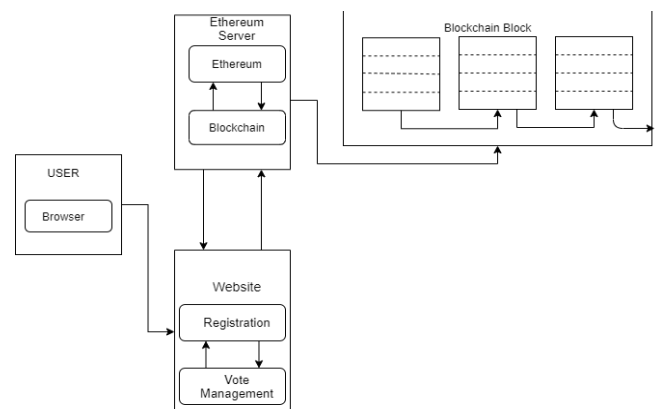 Ethereum
Server
Ethereum
Blockchain
Blockchain Block
USER
Browser
Website
Registration
Vote
Management